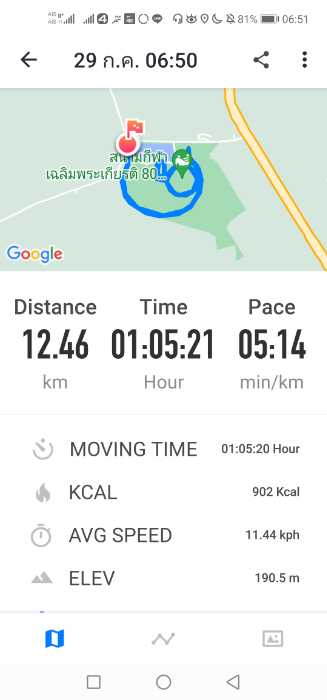 81% 06:51
29 ก.ค. 06:50
สนามกีฬา
เฉลิมพระเกียรติ 80...
Google
Distance Time Pace
12.46 01:05:21 05:14
km Hour min/km
MOVING TIME 01:05:20 Hour
KCAL 902 Kcal
AVG SPEED 11.44 kph
ELEV 190.5 m